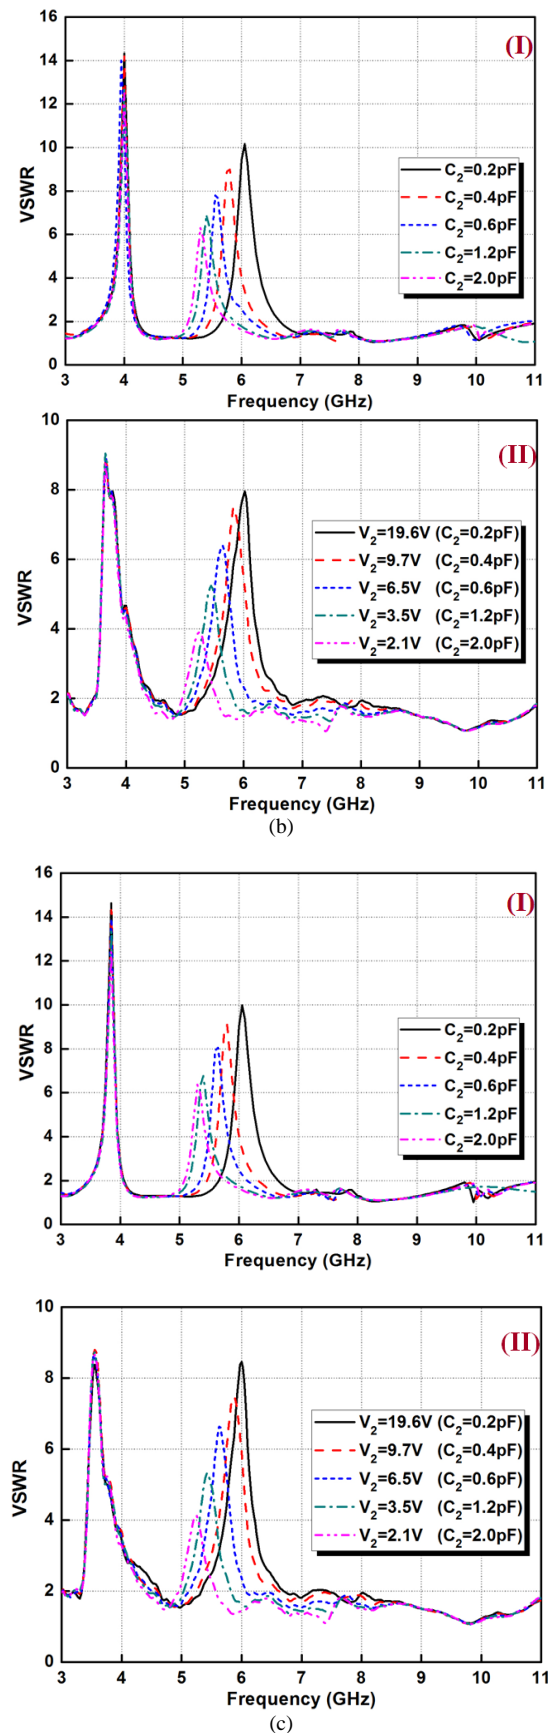 16
14
12
10
8
6
4
2
0
VSWR
(I)
C2=0.2pF
C2=0.4pF
C2=0.6pF
C2=1.2pF
C2=2.0pF
3 4 5 6 7 8 9 10 11
Frequency (GHz)
10
8
6
4
2
0
VSWR
(II)
V2=19.6V (C2=0.2pF)
V2=9.7V (C2=0.4pF)
V2=6.5V (C2=0.6pF)
V2=3.5V (C2=1.2pF)
V2=2.1V (C2=2.0pF)
3 4 5 6 7 8 9 10 11
Frequency (GHz)
(b)
16
14
12
10
8
6
4
2
0
VSWR
(I)
C2=0.2pF
C2=0.4pF
C2=0.6pF
C2=1.2pF
C2=2.0pF
3 4 5 6 7 8 9 10 11
Frequency (GHz)
10
8
6
4
2
0
VSWR
(II)
V2=19.6V (C2=0.2pF)
V2=9.7V (C2=0.4pF)
V2=6.5V (C2=0.6pF)
V2=3.5V (C2=1.2pF)
V2=2.1V (C2=2.0pF)
3 4 5 6 7 8 9 10 11
Frequency (GHz)
(c)